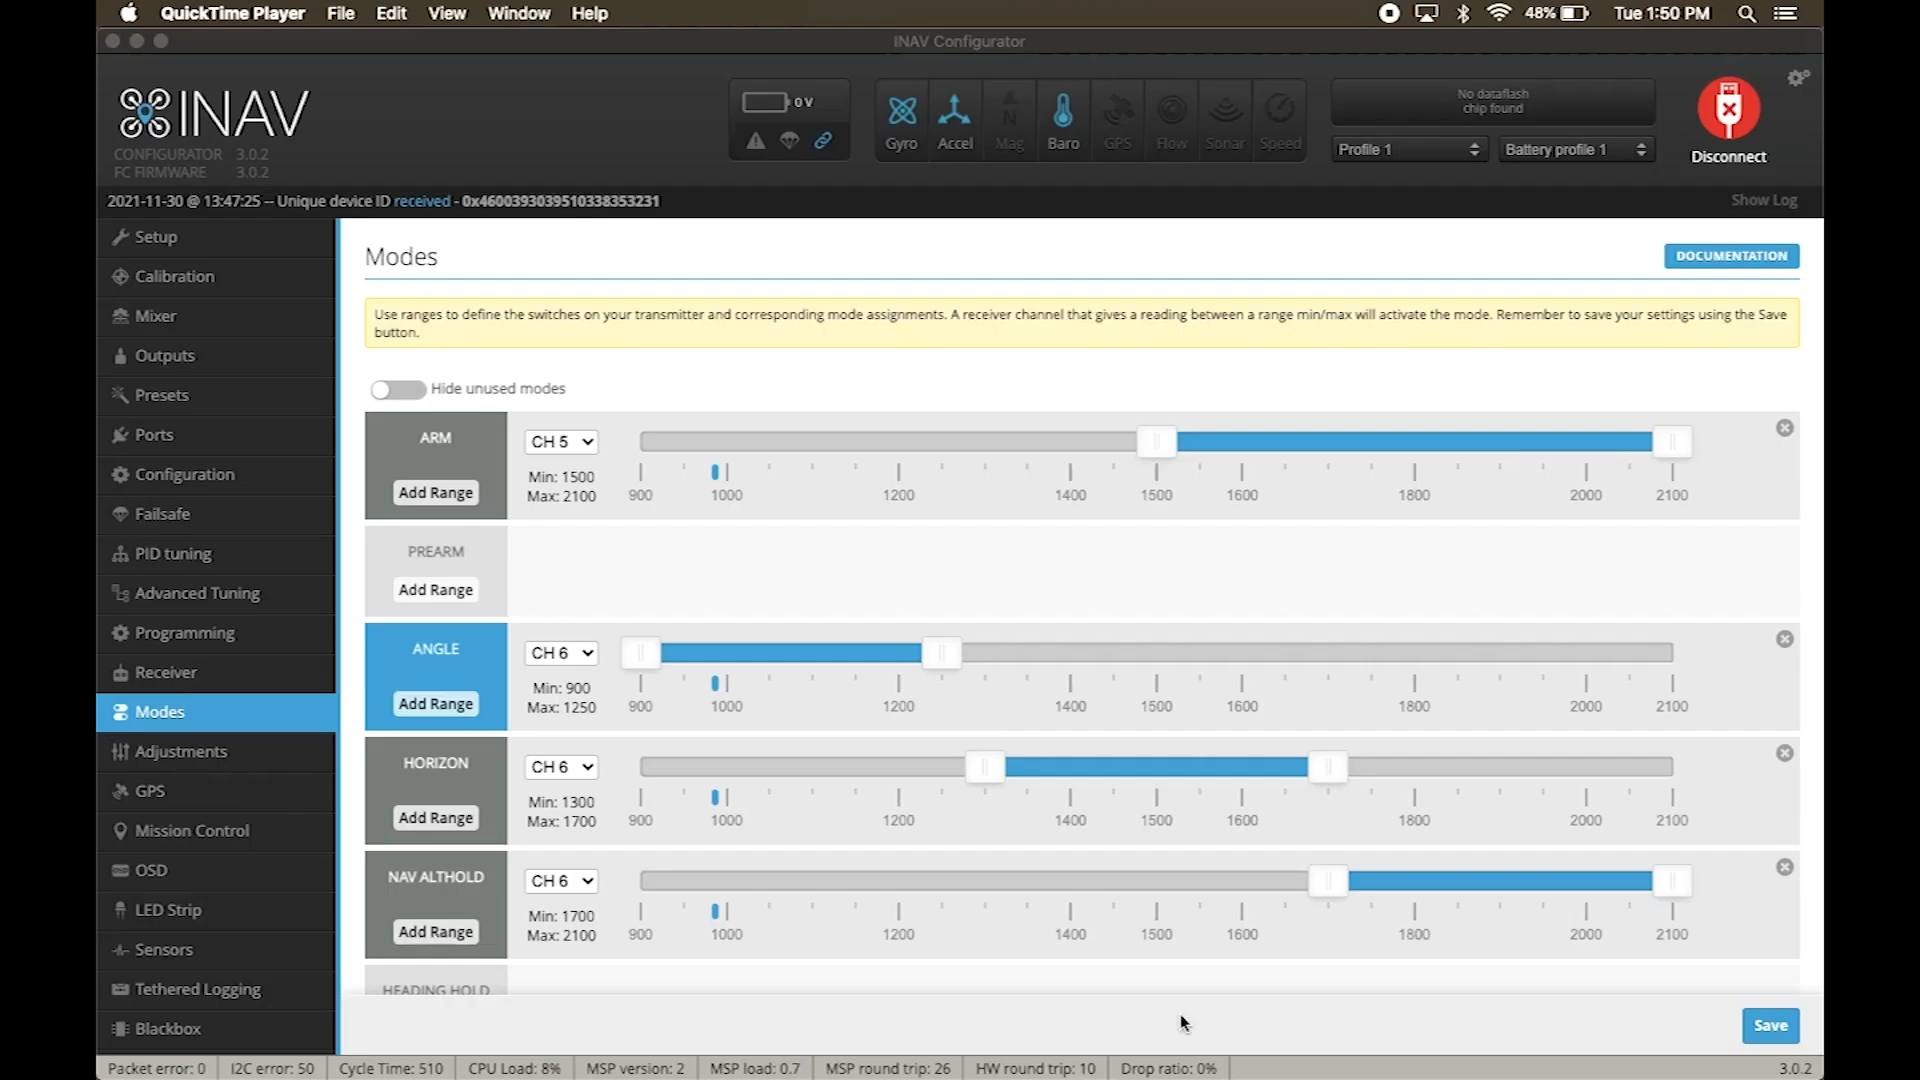 QuickTime Player File Edit View Window Help 48% Tue 1:50 PM
INAV Configurator
INAV
CONFIGURATOR 3.0.2
FC FIRMWARE 3.0.2
0 V
Gyro Accel Mag Baro GPS Flow Sonar Speed
No dataflash
chip found
Profile 1 Battery profile 1
Disconnect
2021-11-30 @ 13:47:25 -- Unique device ID received - 0x4600393039510338353231
Show Log
Setup
Calibration
Mixer
Outputs
Presets
Ports
Configuration
Failsafe
PID tuning
Advanced Tuning
Programming
Receiver
Modes
Adjustments
GPS
Mission Control
OSD
LED Strip
Sensors
Tethered Logging
Blackbox
Modes
DOCUMENTATION
Use ranges to define the switches on your transmitter and corresponding mode assignments. A receiver channel that gives a reading between a range min/max will activate the mode. Remember to save your settings using the Save
button.
Hide unused modes
ARM
Add Range
CH 5
Min: 1500
Max: 2100
900 1000 1200 1400 1500 1600 1800 2000 2100
PREARM
Add Range
ANGLE
Add Range
CH 6
Min: 900
Max: 1250
900 1000 1200 1400 1500 1600 1800 2000 2100
HORIZON
Add Range
CH 6
Min: 1300
Max: 1700
900 1000 1200 1400 1500 1600 1800 2000 2100
NAV ALTHOLD
Add Range
CH 6
Min: 1700
Max: 2100
900 1000 1200 1400 1500 1600 1800 2000 2100
HEADING HOLD
Save
Packet error: 0 I2C error: 50 Cycle Time: 510 CPU Load: 8% MSP version: 2 MSP load: 0.7 MSP round trip: 26 HW round trip: 10 Drop ratio: 0% 3.0.2